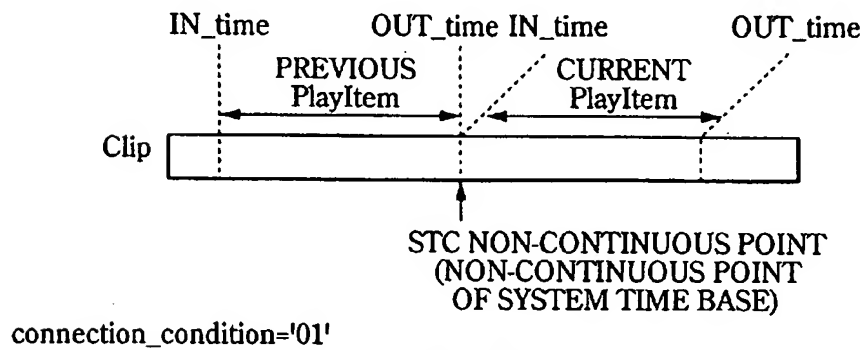 IN_time OUT_time IN_time OUT_time
PREVIOUS PlayItem
CURRENT PlayItem
Clip
STC NON-CONTINUOUS POINT
(NON-CONTINUOUS POINT
OF SYSTEM TIME BASE)
connection_condition='01'